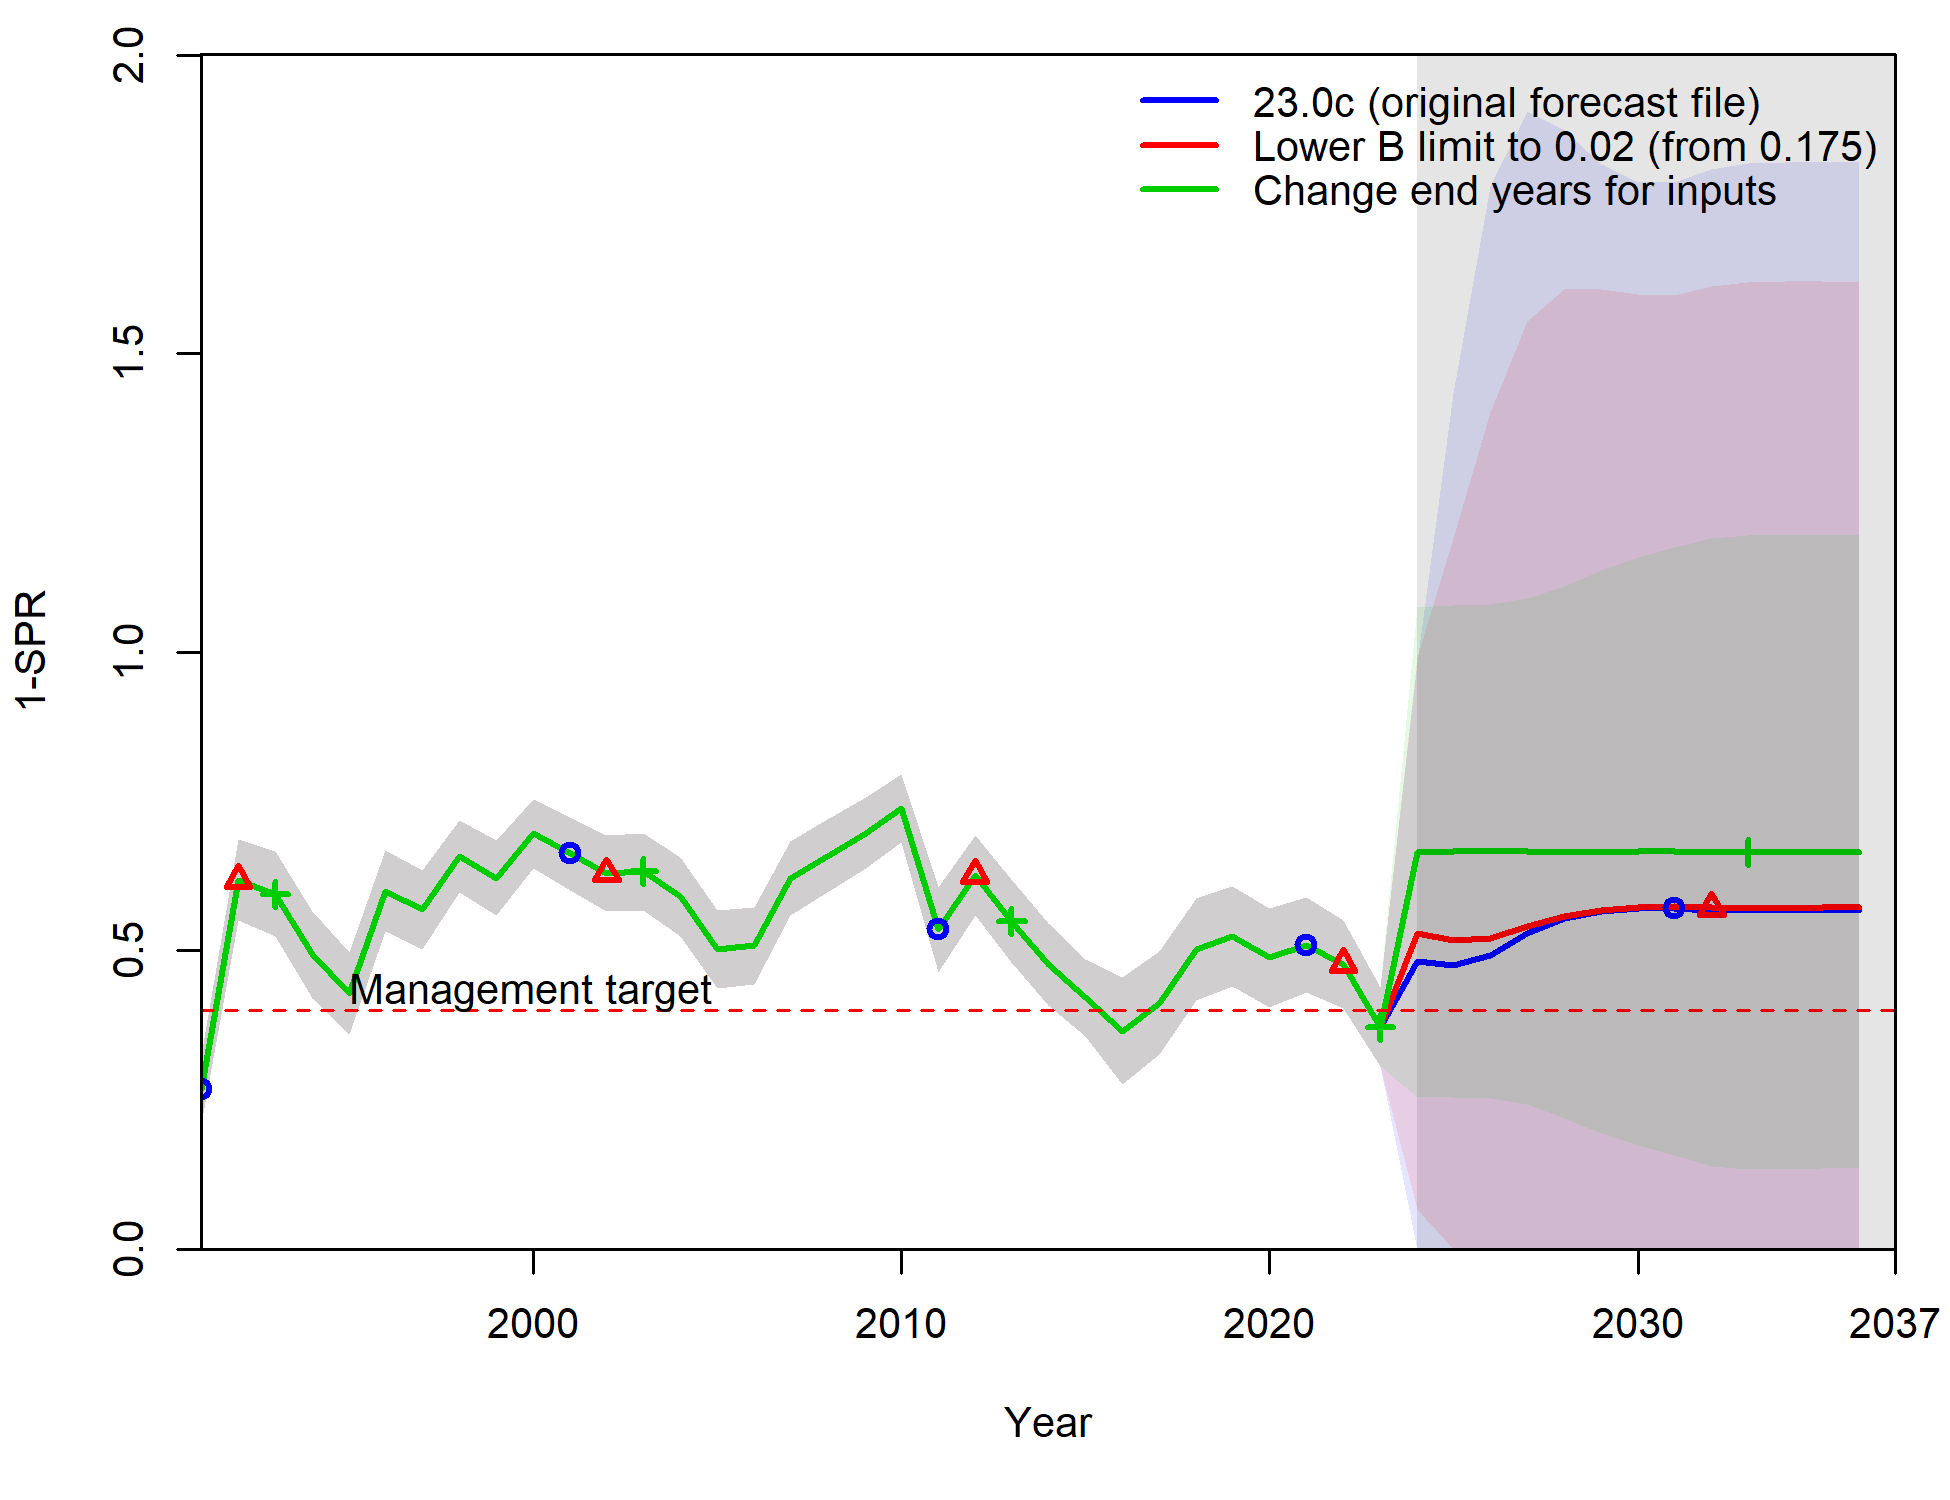 2.0
1.5
1.0
0.5
0.0
1-SPR
23.0c (original forecast file)
Lower B limit to 0.02 (from 0.175)
Change end years for inputs
Management target
2000
2010
2020
2030
2037
Year